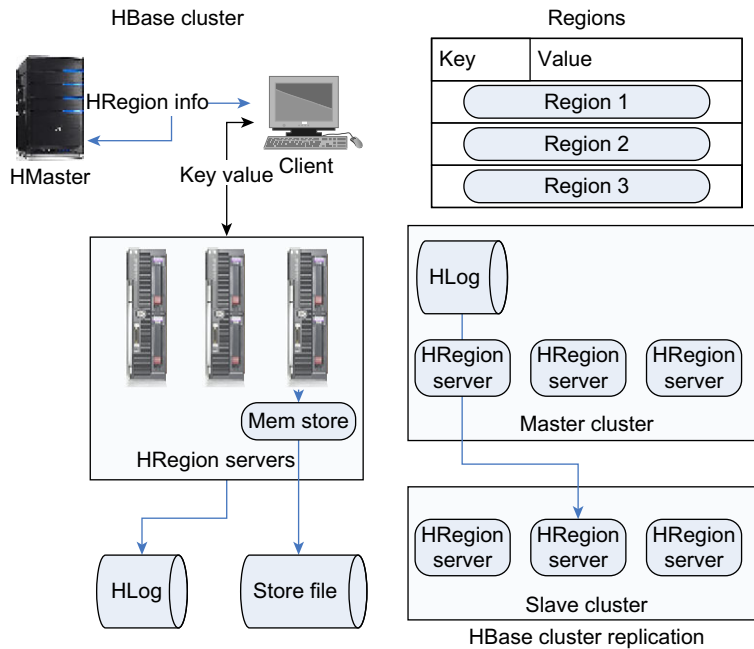 HBase cluster
HRegion info
HMaster
Client
Key value
Mem store
HRegion servers
HLog
Store file
Regions
Key
Value
Region 1
Region 2
Region 3
HLog
HRegion
server
HRegion
server
HRegion
server
Master cluster
HRegion
server
HRegion
server
HRegion
server
Slave cluster
HBase cluster replication